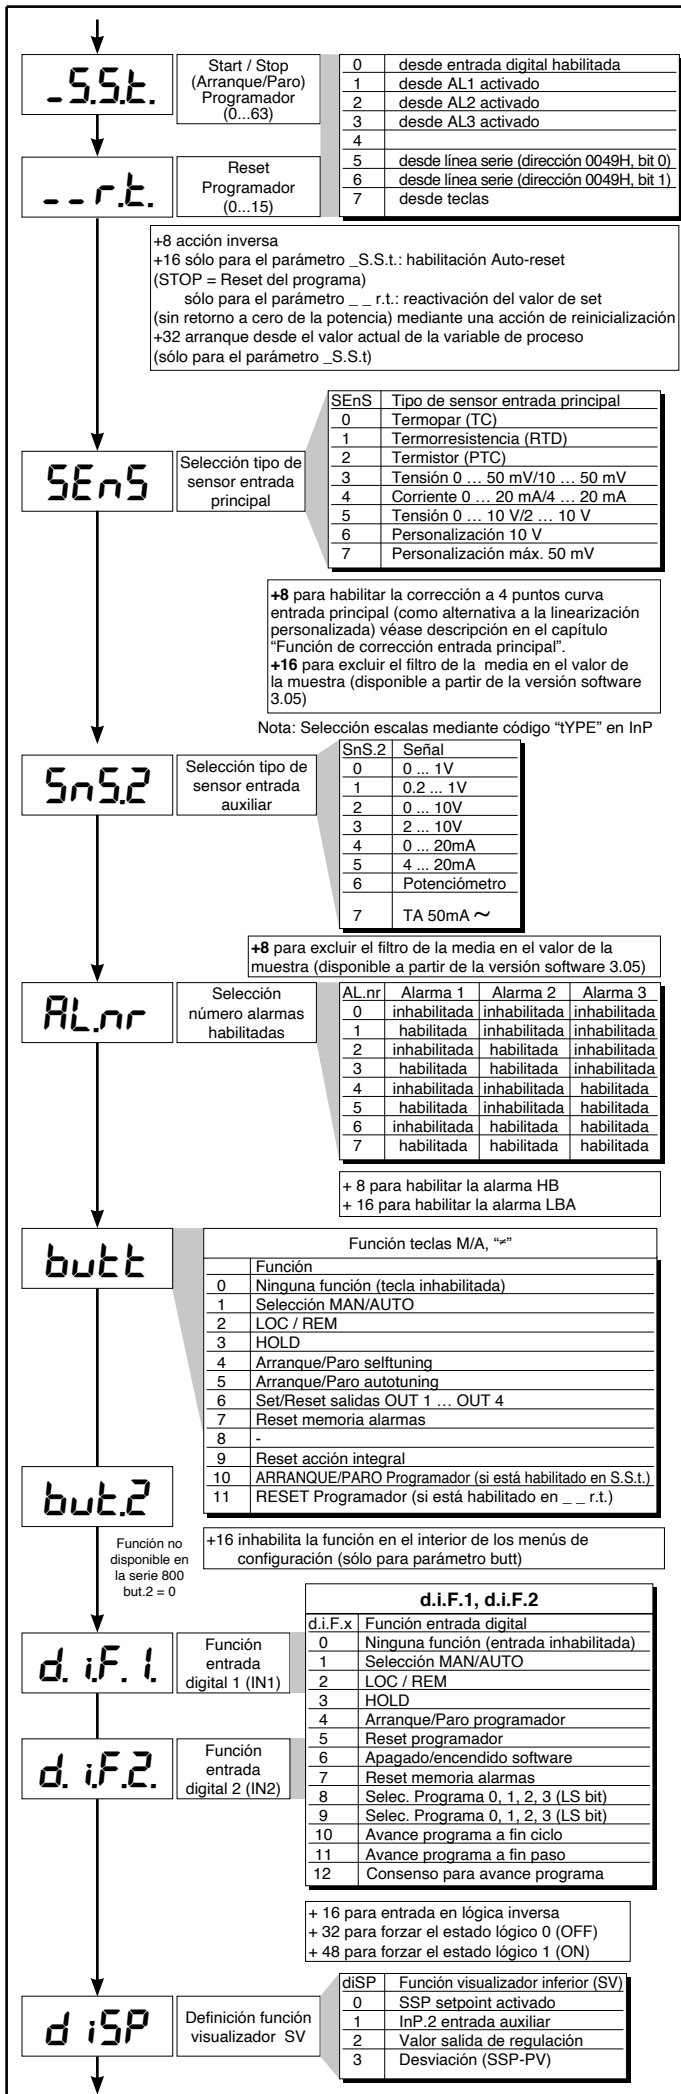 _S.S.t.
Start / Stop
(Arranque/Paro)
Programador
(0...63)
0 desde entrada digital habilitada
1 desde AL1 activado
2 desde AL2 activado
3 desde AL3 activado
4
5 desde línea serie (dirección 0049H, bit 0)
6 desde línea serie (dirección 0049H, bit 1)
7 desde teclas
_ _ r.t.
Reset
Programador
(0...15)
+8 acción inversa
+16 sólo para el parámetro _S.S.t.: habilitación Auto-reset
(STOP = Reset del programa)
sólo para el parámetro _ _ r.t.: reactivación del valor de set
(sin retorno a cero de la potencia) mediante una acción de reinicialización
+32 arranque desde el valor actual de la variable de proceso
(sólo para el parámetro _S.S.t)
SEnS
Selección tipo de
sensor entrada
principal
SEnS Tipo de sensor entrada principal
0 Termopar (TC)
1 Termorresistencia (RTD)
2 Termistor (PTC)
3 Tensión 0 … 50 mV/10 … 50 mV
4 Corriente 0 … 20 mA/4 … 20 mA
5 Tensión 0 … 10 V/2 … 10 V
6 Personalización 10 V
7 Personalización máx. 50 mV
+8 para habilitar la corrección a 4 puntos curva
entrada principal (como alternativa a la linearización
personalizada) véase descripción en el capítulo
“Función de corrección entrada principal”.
+16 para excluir el filtro de la media en el valor de
la muestra (disponible a partir de la versión software
3.05)
Nota: Selección escalas mediante código “tYPE” en InP
SnS.2
Selección tipo de
sensor entrada
auxiliar
SnS.2 Señal
0 0 ... 1V
1 0.2 ... 1V
2 0 ... 10V
3 2 ... 10V
4 0 ... 20mA
5 4 ... 20mA
6 Potenciómetro
7 TA 50mA ~
+8 para excluir el filtro de la media en el valor de la
muestra (disponible a partir de la versión software 3.05)
AL.nr
Selección
número alarmas
habilitadas
AL.nr Alarma 1 Alarma 2 Alarma 3
0 inhabilitada inhabilitada inhabilitada
1 habilitada inhabilitada inhabilitada
2 inhabilitada habilitada inhabilitada
3 habilitada habilitada inhabilitada
4 inhabilitada inhabilitada habilitada
5 habilitada inhabilitada habilitada
6 inhabilitada habilitada habilitada
7 habilitada habilitada habilitada
+ 8 para habilitar la alarma HB
+ 16 para habilitar la alarma LBA
butt
Función teclas M/A, “≠”
Función
0 Ninguna función (tecla inhabilitada)
1 Selección MAN/AUTO
2 LOC / REM
3 HOLD
4 Arranque/Paro selftuning
5 Arranque/Paro autotuning
6 Set/Reset salidas OUT 1 … OUT 4
7 Reset memoria alarmas
8 -
9 Reset acción integral
10 ARRANQUE/PARO Programador (si está habilitado en S.S.t.)
11 RESET Programador (si está habilitado en _ _ r.t.)
but.2
Función no
disponible en
la serie 800
but.2 = 0
+16 inhabilita la función en el interior de los menús de
configuración (sólo para parámetro butt)
d.i.F.1, d.i.F.2
d.i.F.x Función entrada digital
0 Ninguna función (entrada inhabilitada)
1 Selección MAN/AUTO
2 LOC / REM
3 HOLD
4 Arranque/Paro programador
5 Reset programador
6 Apagado/encendido software
7 Reset memoria alarmas
8 Selec. Programa 0, 1, 2, 3 (LS bit)
9 Selec. Programa 0, 1, 2, 3 (LS bit)
10 Avance programa a fin ciclo
11 Avance programa a fin paso
12 Consenso para avance programa
d. i.F. 1.
Función
entrada
digital 1 (IN1)
d. i.F.2.
Función
entrada
digital 2 (IN2)
+ 16 para entrada en lógica inversa
+ 32 para forzar el estado lógico 0 (OFF)
+ 48 para forzar el estado lógico 1 (ON)
d iSP
Definición función
visualizador SV
diSP Función visualizador inferior (SV)
0 SSP setpoint activado
1 InP.2 entrada auxiliar
2 Valor salida de regulación
3 Desviación (SSP-PV)